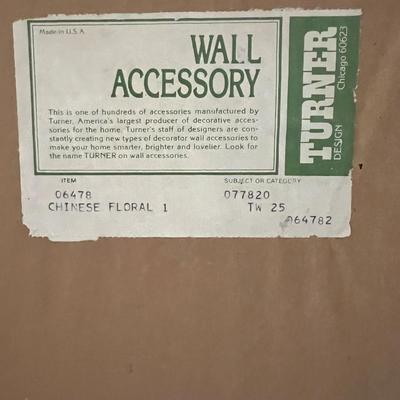 Made in U.S.A.
WALL
ACCESSORY
This is one of hundreds of accessories manufactured by
Turner, America's largest producer of decorative acces-
sories for the home. Turner's staff of designers are con-
stantly creating new types of decorator wall accessories to
make your home smarter, brighter and lovelier. Look for
the name TURNER on wall accessories.
TURNER
DESIGN
Chicago 60623
ITEM
SUBJECT OR CATEGORY
06478
077820
CHINESE FLORAL 1
TW 25
064782